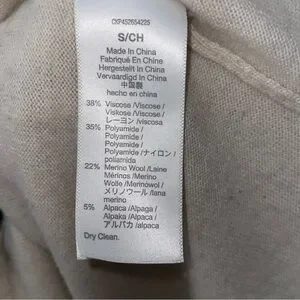 CXP452654225
S/CH
Made In China
Fabriqué En Chine
Hergestellt In China
Vervaardigd In China
中国製
hecho en china
38% Viscose/Viscose/
Viskose/Viscose/
レーヨン/viscosa
35% Polyamide/
Polyamide/
Polyamide/
Polyamide/ナイロン/
poliamida
22% Merino Wool/Laine
Mérinos/Merino
Wolle/Merinowol/
メリノウール/lana
merino
5% Alpaca/Alpaga/
Alpaka/Alpaca/
アルパカ/alpaca
Dry Clean.